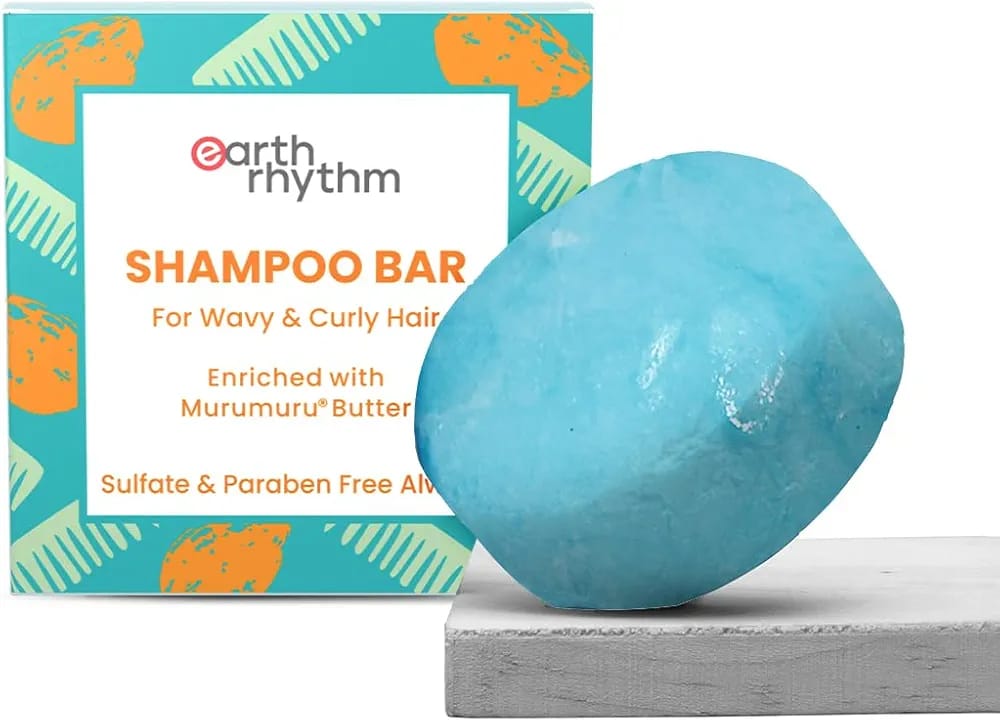 earth
rhythm
SHAMPOO BAR
For Wavy & Curly Hair
Enriched with
Murumuru® Butter
Sulfate & Paraben Free